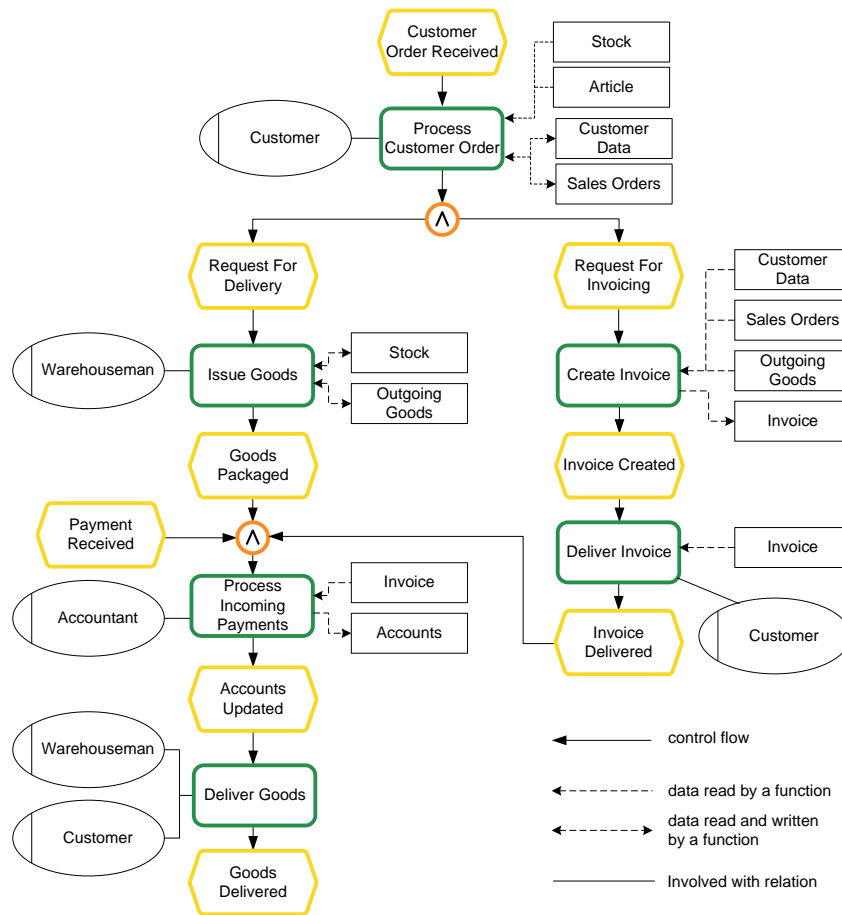 Customer
Order Received
Stock
Article
Customer
Process
Customer Order
Customer
Data
Sales Orders
∧
Request For
Delivery
Request For
Invoicing
Customer
Data
Sales Orders
Warehouseman
Issue Goods
Stock
Outgoing
Goods
Create Invoice
Outgoing
Goods
Invoice
Goods
Packaged
Invoice Created
Payment
Received
∧
Deliver Invoice
Invoice
Accountant
Process
Incoming
Payments
Invoice
Accounts
Invoice
Delivered
Customer
Accounts
Updated
Warehouseman
Customer
Deliver Goods
Goods
Delivered
control flow
data read by a function
data read and written
by a function
Involved with relation